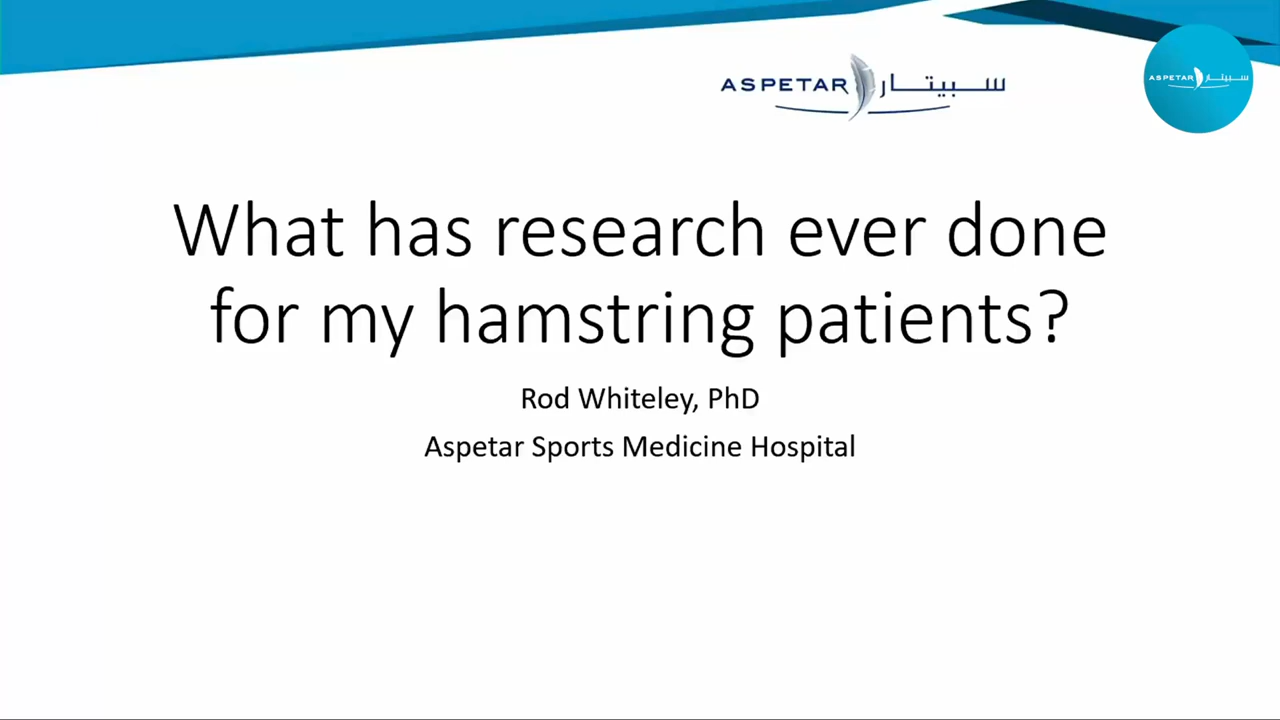 ASPETAR سبيتار
ASPETAR سبيتار
What has research ever done
for my hamstring patients?
Rod Whiteley, PhD
Aspetar Sports Medicine Hospital